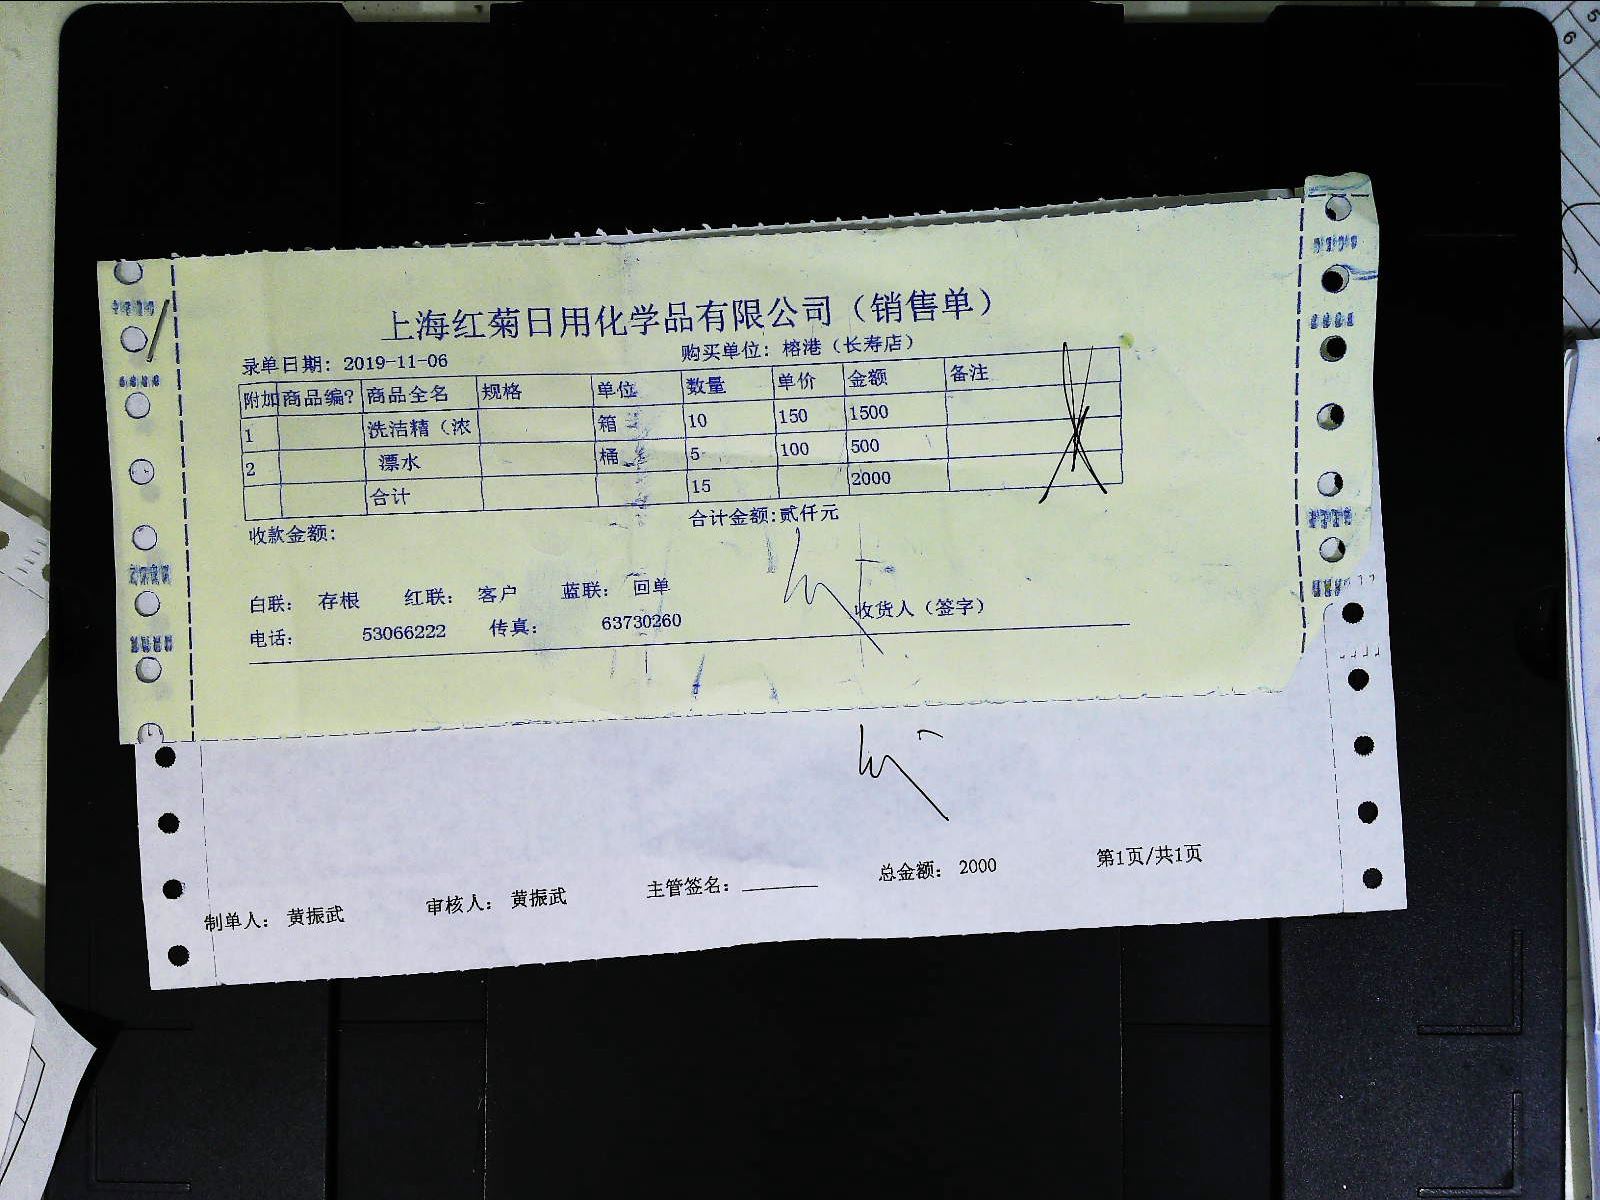 上海红菊日用化学品有限公司（销售单）
录单日期: 2019-11-06 购买单位: 榕港（长寿店）
附加 商品编? 商品全名 规格 单位 数量 单价 金额 备注
1 洗洁精（浓 箱 10 150 1500
2 漂水 桶 5 100 500
合计 15 2000
收款金额: 合计金额:贰仟元
白联: 存根 红联: 客户 蓝联: 回单 收货人（签字）
电话: 53066222 传真: 63730260
制单人: 黄振武 审核人: 黄振武 主管签名: 总金额: 2000 第1页/共1页
5
6